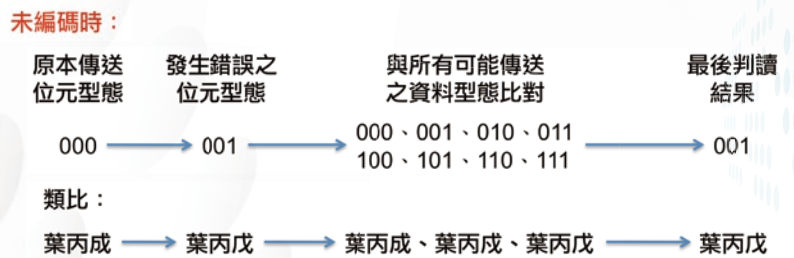 未編碼時：
原本傳送 發生錯誤之 與所有可能傳送 最後判讀
位元型態 位元型態 之資料型態比對 結果
000 001 000、001、010、011 001
100、101、110、111
類比：
葉丙成 葉丙戊 葉丙成、葉丙戌、葉丙戊 葉丙戊